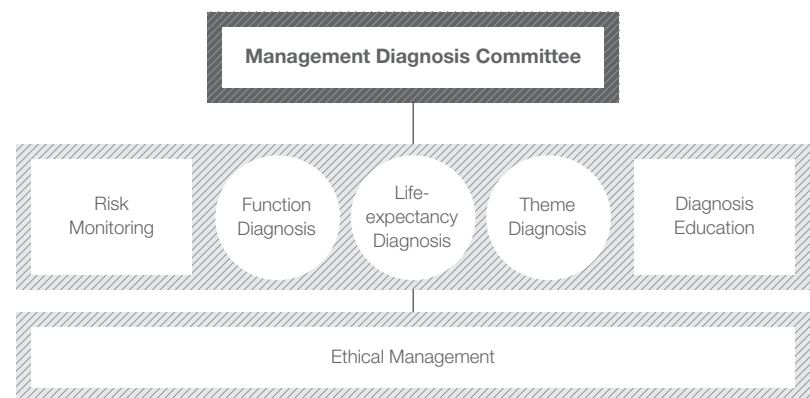 Management Diagnosis Committee
Risk
Monitoring
Function
Diagnosis
Life-
expectancy
Diagnosis
Theme
Diagnosis
Diagnosis
Education
Ethical Management